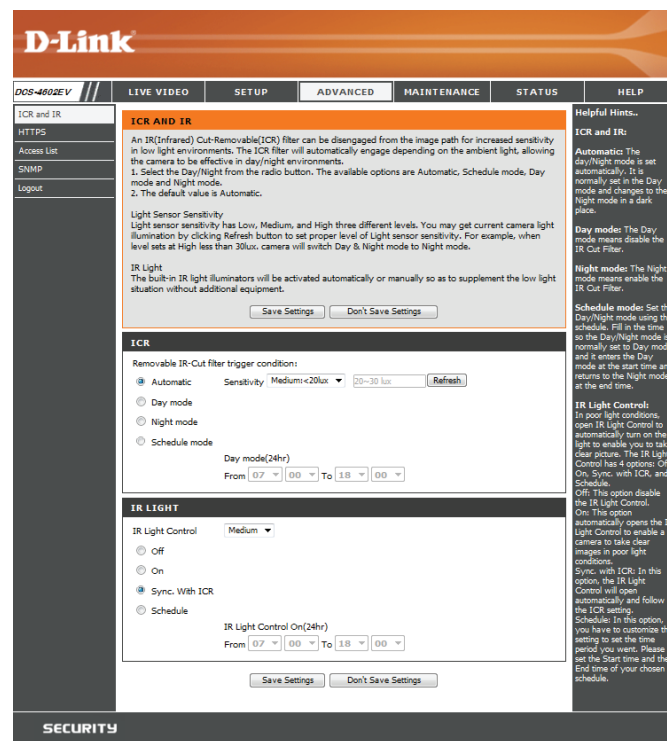 D-Link
DCS-4602EV
LIVE VIDEO
SETUP
ADVANCED
MAINTENANCE
STATUS
HELP
ICR and IR
HTTPS
Access List
SNMP
Logout
ICR AND IR
An IR(Infrared) Cut-Removable(ICR) filter can be disengaged from the image path for increased sensitivity
in low light environments. The ICR filter will automatically engage depending on the ambient light, allowing
the camera to be effective in day/night environments.
1. Select the Day/Night from the radio button. The available options are Automatic, Schedule mode, Day
mode and Night mode.
2. The default value is Automatic.
Light Sensor Sensitivity
Light sensor sensitivity has Low, Medium, and High three different levels. You may get current camera light
illumination by clicking Refresh button to set proper level of Light sensor sensitivity. For example, when
level sets at High less than 30lux. camera will switch Day & Night mode to Night mode.
IR Light
The built-in IR light illuminators will be activated automatically or manually so as to supplement the low light
situation without additional equipment.
Save Settings
Don't Save Settings
ICR
Removable IR-Cut filter trigger condition:
Automatic
Sensitivity
Medium:<20lux
20~30 lux
Refresh
Day mode
Night mode
Schedule mode
Day mode(24hr)
From 07 00 To 18 00
IR LIGHT
IR Light Control
Medium
Off
On
Sync. With ICR
Schedule
IR Light Control On(24hr)
From 07 00 To 18 00
Save Settings
Don't Save Settings
Helpful Hints..
ICR and IR:
Automatic: The
day/Night mode is set
automatically. It is
normally set in the Day
mode and changes to the
Night mode in a dark
place.
Day mode: The Day
mode means disable the
IR Cut Filter.
Night mode: The Night
mode means enable the
IR Cut Filter.
Schedule mode: Set th
Day/Night mode using th
schedule. Fill in the time
so the Day/Night mode is
normally set to Day mod
and it enters the Day
mode at the start time an
returns to the Night mode
at the end time.
IR Light Control:
In poor light conditions,
open IR Light Control to
automatically turn on the
light to enable you to tak
clear picture. The IR Ligh
Control has 4 options: Of
On, Sync. with ICR, and
Schedule.
Off: This option disable
the IR Light Control.
On: This option
automatically opens the I
Light Control to enable a
camera to take clear
images in poor light
conditions.
Sync. with ICR: In this
option, the IR Light
Control will open
automatically and follow
the ICR setting.
Schedule: In this option,
you have to customize th
setting to set the time
period you went. Please
set the Start time and the
End time of your chosen
schedule.
SECURITY